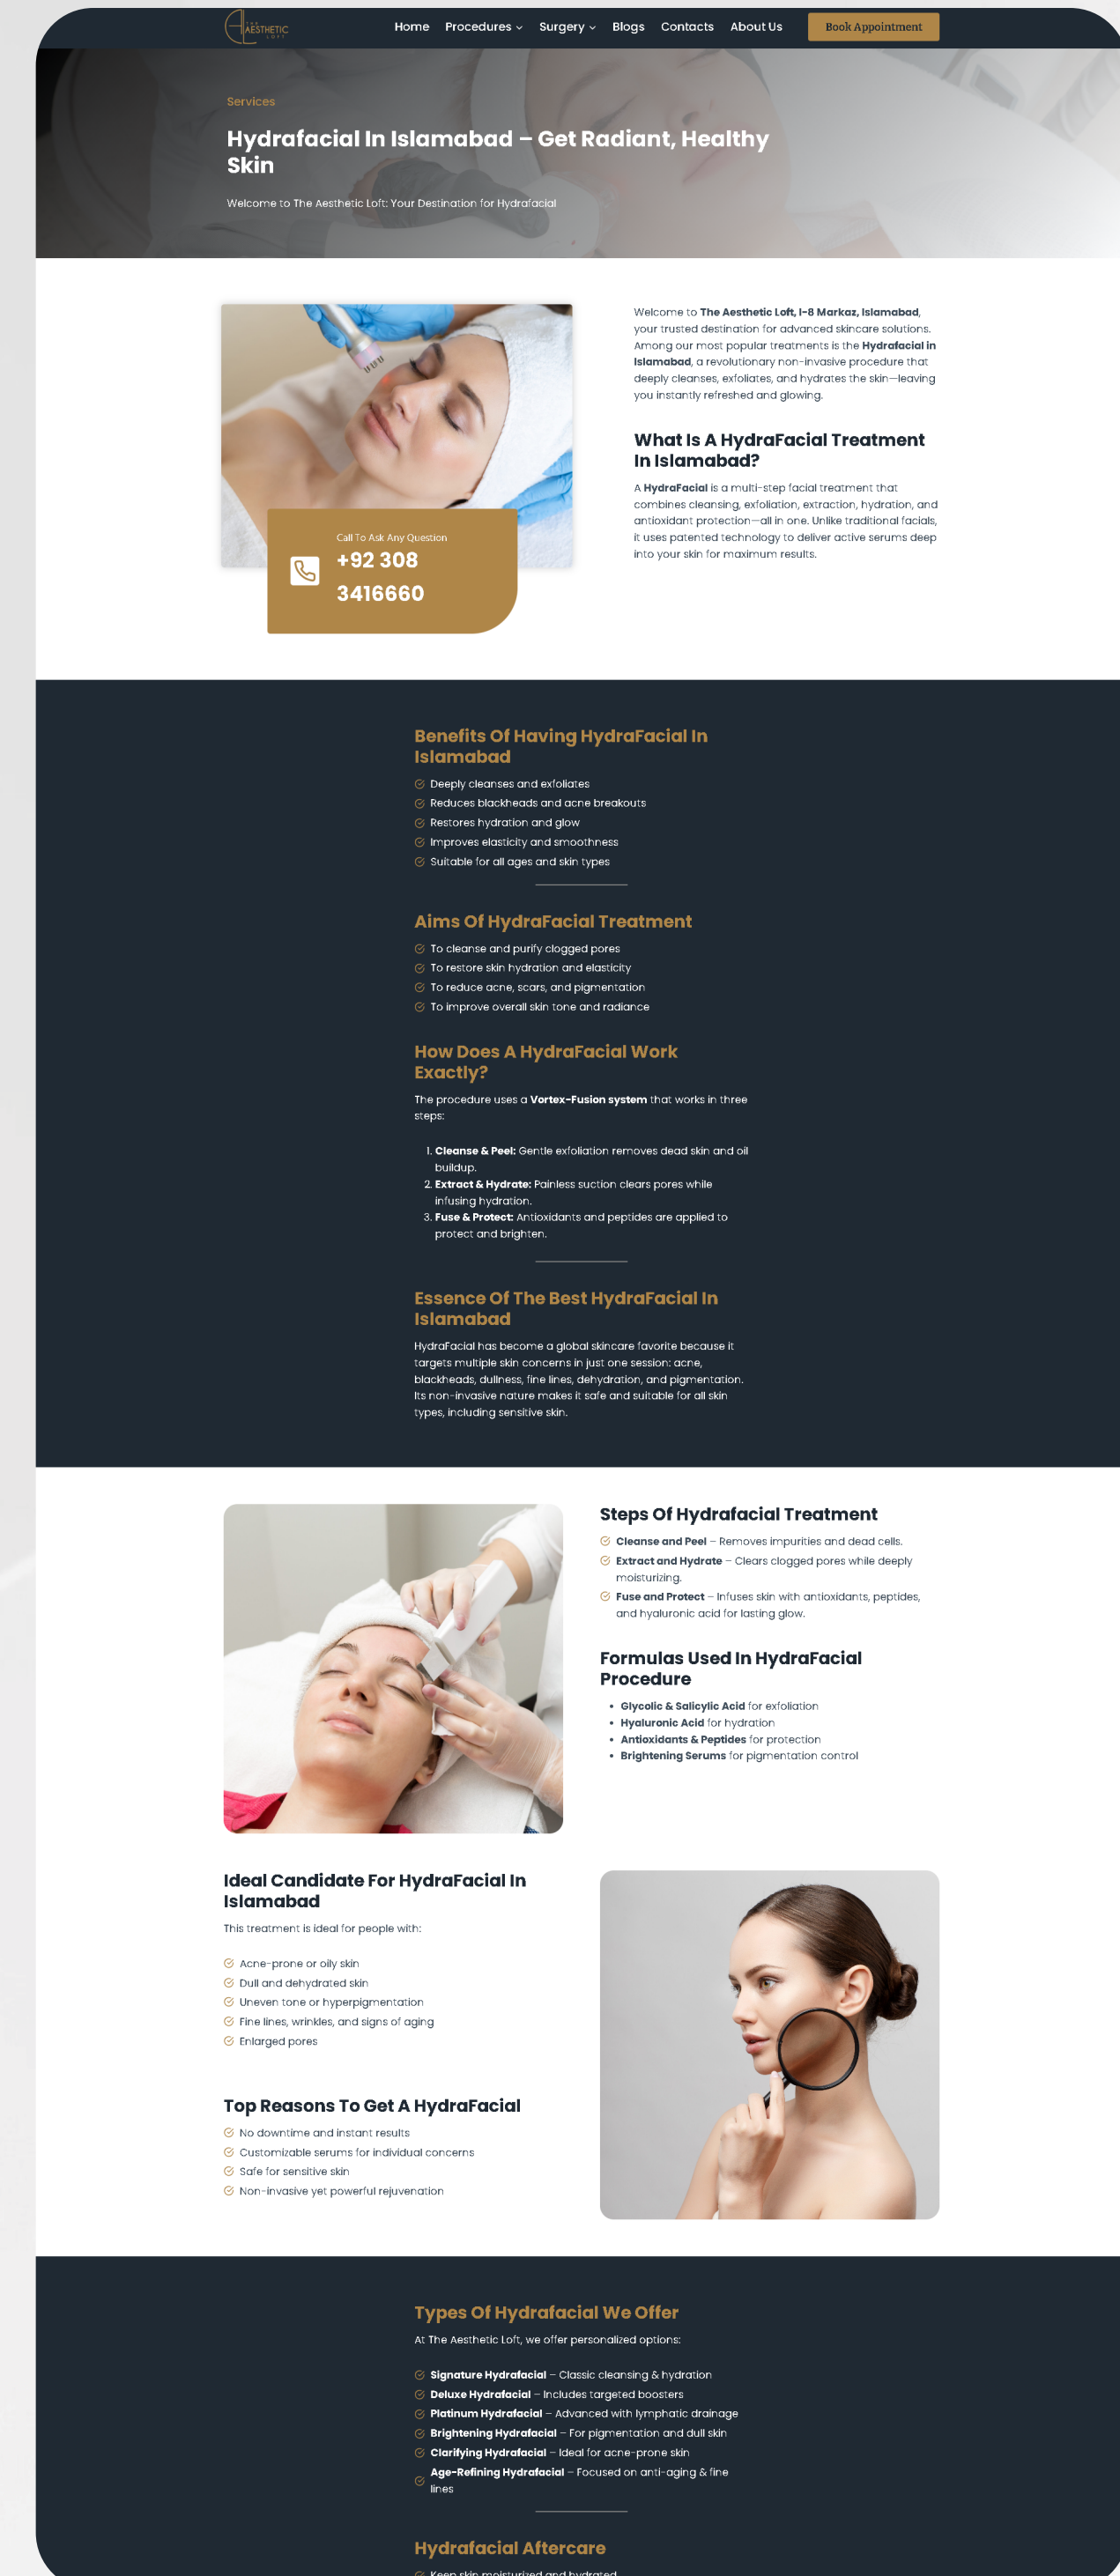 THE
AESTHETIC
LOFT
Home Procedures Surgery Blogs Contacts About Us Book Appointment
Services
Hydrafacial In Islamabad – Get Radiant, Healthy
Skin
Welcome to The Aesthetic Loft: Your Destination for Hydrafacial
Call To Ask Any Question
+92 308
3416660
Welcome to The Aesthetic Loft, I-8 Markaz, Islamabad,
your trusted destination for advanced skincare solutions.
Among our most popular treatments is the Hydrafacial in
Islamabad, a revolutionary non-invasive procedure that
deeply cleanses, exfoliates, and hydrates the skin—leaving
you instantly refreshed and glowing.
What Is A HydraFacial Treatment
In Islamabad?
A HydraFacial is a multi-step facial treatment that
combines cleansing, exfoliation, extraction, hydration, and
antioxidant protection—all in one. Unlike traditional facials,
it uses patented technology to deliver active serums deep
into your skin for maximum results.
Benefits Of Having HydraFacial In
Islamabad
Deeply cleanses and exfoliates
Reduces blackheads and acne breakouts
Restores hydration and glow
Improves elasticity and smoothness
Suitable for all ages and skin types
Aims Of HydraFacial Treatment
To cleanse and purify clogged pores
To restore skin hydration and elasticity
To reduce acne, scars, and pigmentation
To improve overall skin tone and radiance
How Does A HydraFacial Work
Exactly?
The procedure uses a Vortex-Fusion system that works in three
steps:
1. Cleanse & Peel: Gentle exfoliation removes dead skin and oil
buildup.
2. Extract & Hydrate: Painless suction clears pores while
infusing hydration.
3. Fuse & Protect: Antioxidants and peptides are applied to
protect and brighten.
Essence Of The Best HydraFacial In
Islamabad
HydraFacial has become a global skincare favorite because it
targets multiple skin concerns in just one session: acne,
blackheads, dullness, fine lines, dehydration, and pigmentation.
Its non-invasive nature makes it safe and suitable for all skin
types, including sensitive skin.
Steps Of Hydrafacial Treatment
Cleanse and Peel – Removes impurities and dead cells.
Extract and Hydrate – Clears clogged pores while deeply
moisturizing.
Fuse and Protect – Infuses skin with antioxidants, peptides,
and hyaluronic acid for lasting glow.
Formulas Used In HydraFacial
Procedure
• Glycolic & Salicylic Acid for exfoliation
• Hyaluronic Acid for hydration
• Antioxidants & Peptides for protection
• Brightening Serums for pigmentation control
Ideal Candidate For HydraFacial In
Islamabad
This treatment is ideal for people with:
Acne-prone or oily skin
Dull and dehydrated skin
Uneven tone or hyperpigmentation
Fine lines, wrinkles, and signs of aging
Enlarged pores
Top Reasons To Get A HydraFacial
No downtime and instant results
Customizable serums for individual concerns
Safe for sensitive skin
Non-invasive yet powerful rejuvenation
Types Of Hydrafacial We Offer
At The Aesthetic Loft, we offer personalized options:
Signature Hydrafacial – Classic cleansing & hydration
Deluxe Hydrafacial – Includes targeted boosters
Platinum Hydrafacial – Advanced with lymphatic drainage
Brightening Hydrafacial – For pigmentation and dull skin
Clarifying Hydrafacial – Ideal for acne-prone skin
Age-Refining Hydrafacial – Focused on anti-aging & fine
lines
Hydrafacial Aftercare
Keep skin moisturized and hydrated